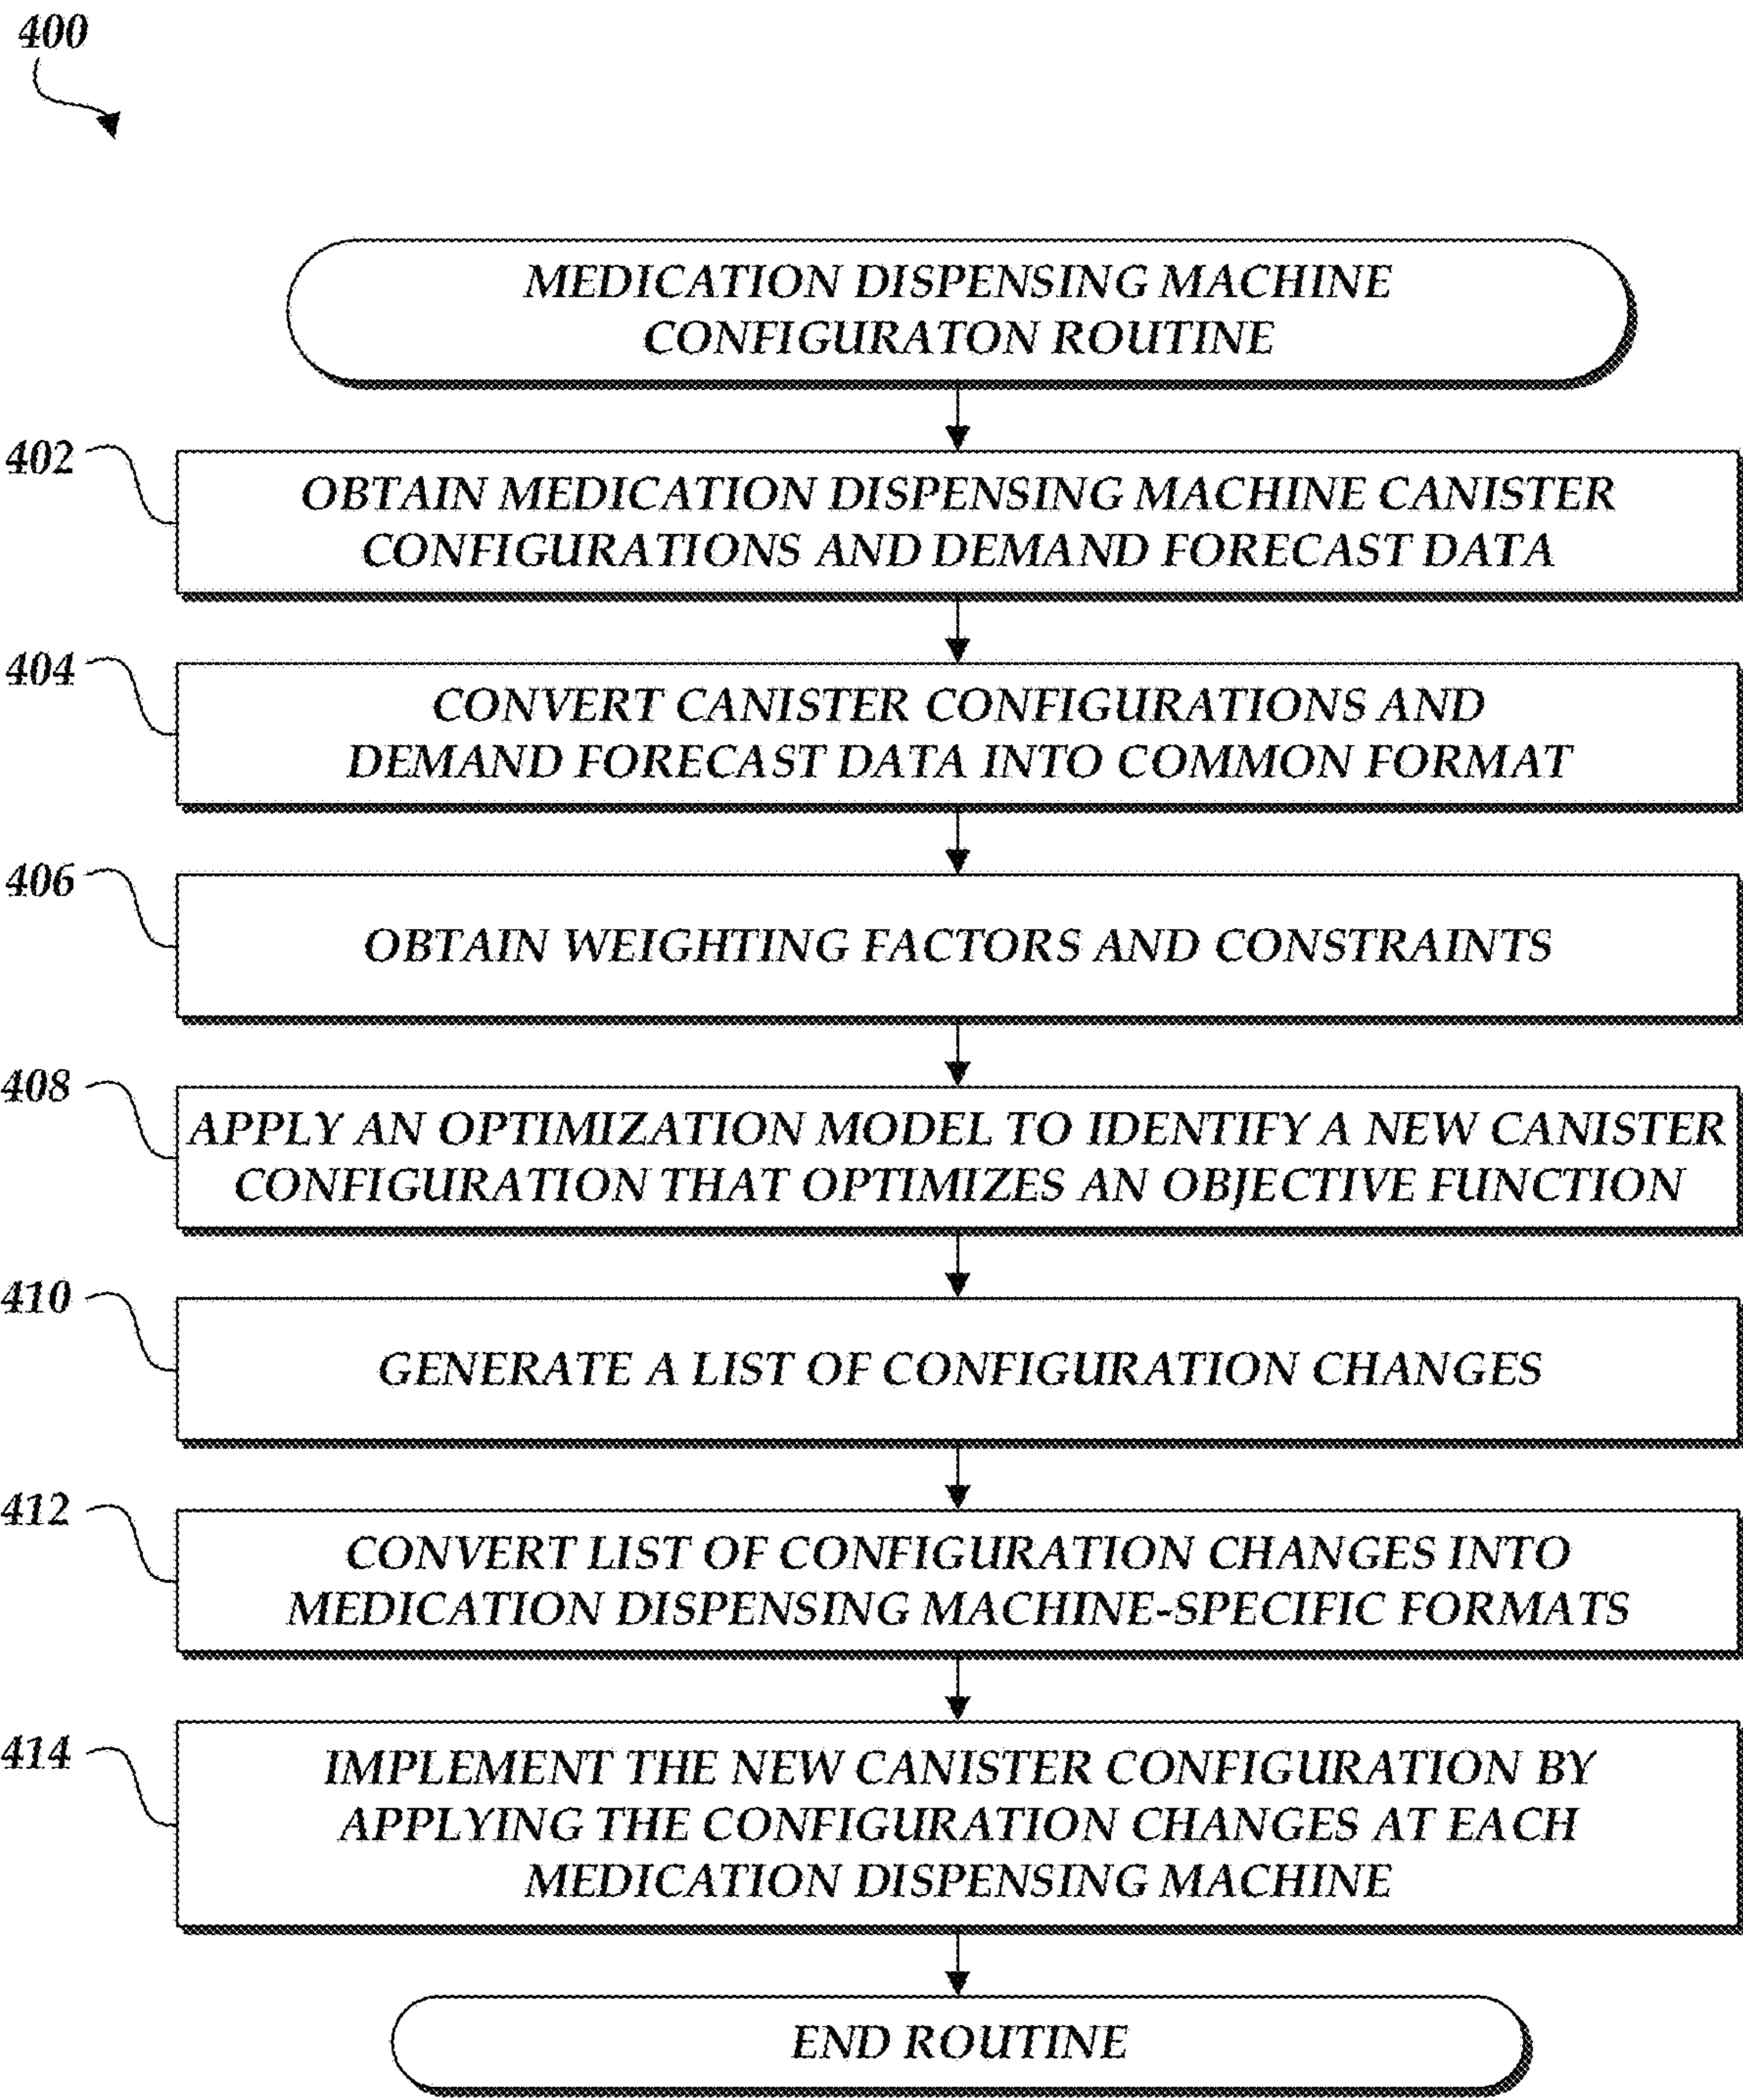 400
MEDICATION DISPENSING MACHINE
CONFIGURATON ROUTINE
402
OBTAIN MEDICATION DISPENSING MACHINE CANISTER
CONFIGURATIONS AND DEMAND FORECAST DATA
404
CONVERT CANISTER CONFIGURATIONS AND
DEMAND FORECAST DATA INTO COMMON FORMAT
406
OBTAIN WEIGHTING FACTORS AND CONSTRAINTS
408
APPLY AN OPTIMIZATION MODEL TO IDENTIFY A NEW CANISTER
CONFIGURATION THAT OPTIMIZES AN OBJECTIVE FUNCTION
410
GENERATE A LIST OF CONFIGURATION CHANGES
412
CONVERT LIST OF CONFIGURATION CHANGES INTO
MEDICATION DISPENSING MACHINE-SPECIFIC FORMATS
414
IMPLEMENT THE NEW CANISTER CONFIGURATION BY
APPLYING THE CONFIGURATION CHANGES AT EACH
MEDICATION DISPENSING MACHINE
END ROUTINE